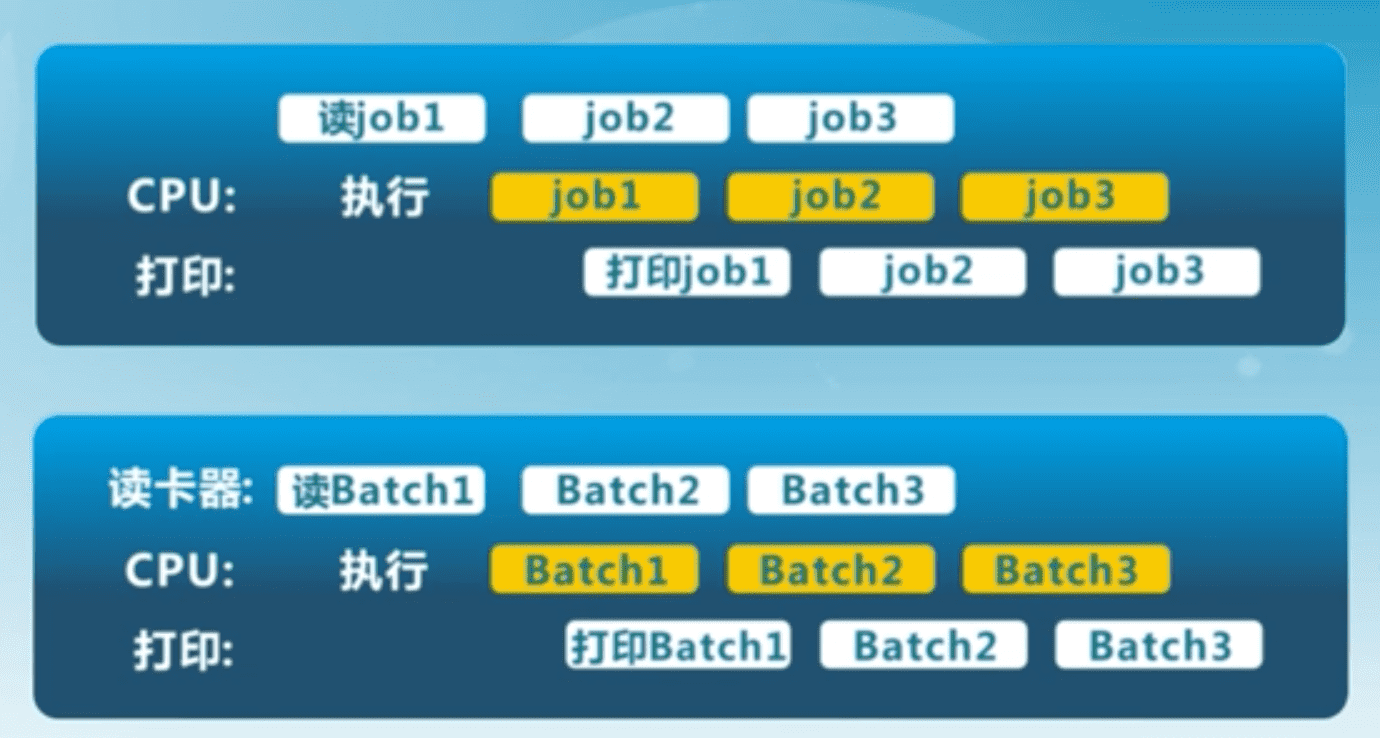 读job1 job2 job3
CPU: 执行 job1 job2 job3
打印: 打印job1 job2 job3
读卡器: 读Batch1 Batch2 Batch3
CPU: 执行 Batch1 Batch2 Batch3
打印: 打印Batch1 Batch2 Batch3